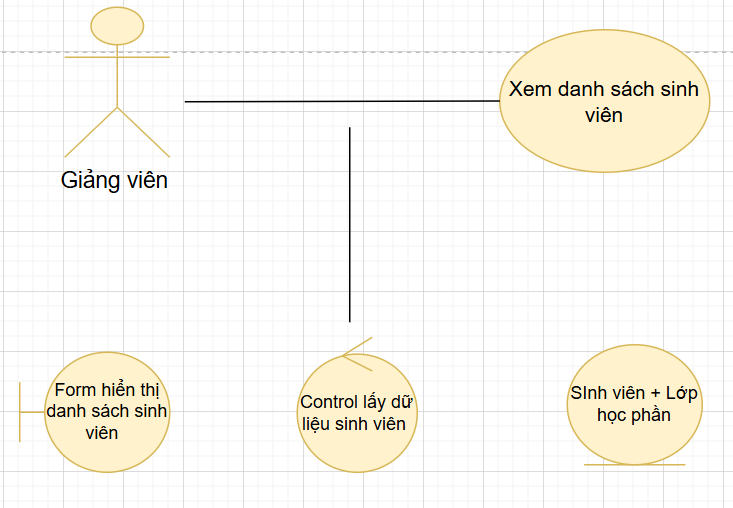 Xem danh sách sinh
viên
Giảng viên
Form hiển thị
danh sách sinh
viên
Control lấy dữ
liệu sinh viên
SInh viên + Lớp
học phần